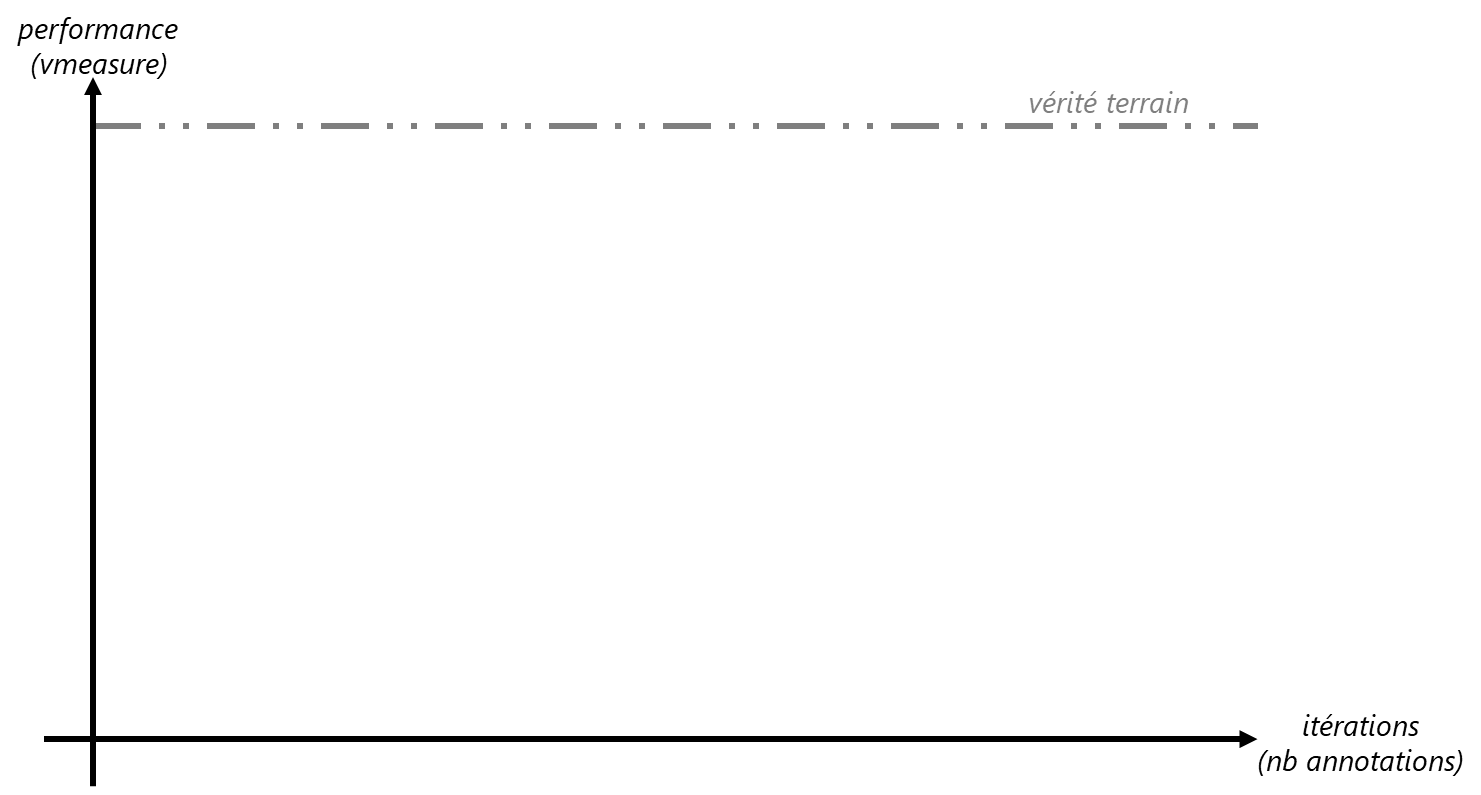 performance
(vmeasure)
vérité terrain
itérations
(nb annotations)